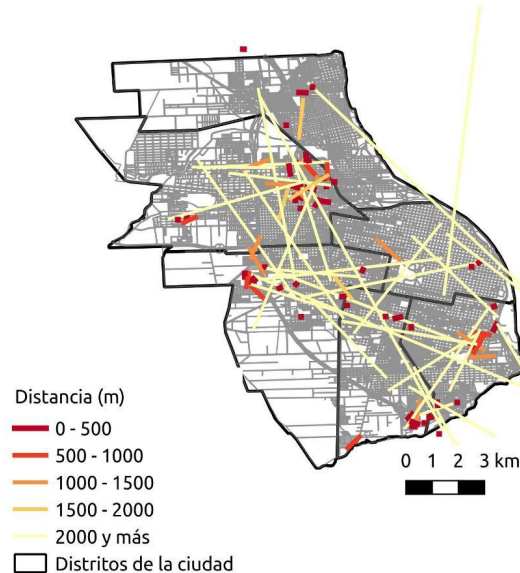 Distancia (m)
0 - 500
500 - 1000
1000 - 1500
1500 - 2000
2000 y más
Distritos de la ciudad
0 1 2 3 km